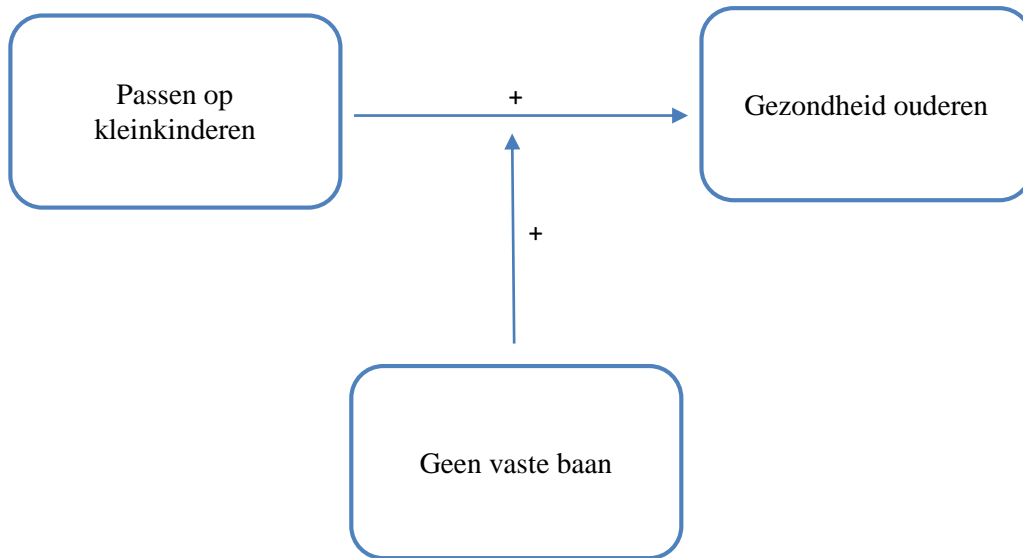 Passen op
kleinkinderen
+
Gezondheid ouderen
+
Geen vaste baan